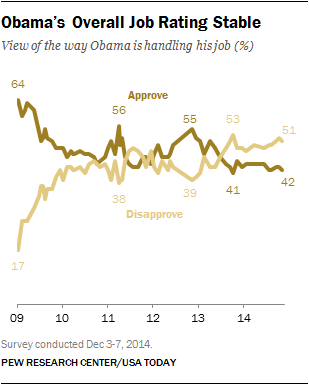 Obama's Overall Job Rating Stable
View of the way Obama is handling his job (%)
64
Approve
56
55
53
51
38
39
41
42
Disapprove
17
09 10 11 12 13 14
Survey conducted Dec 3-7, 2014.
PEW RESEARCH CENTER/USA TODAY